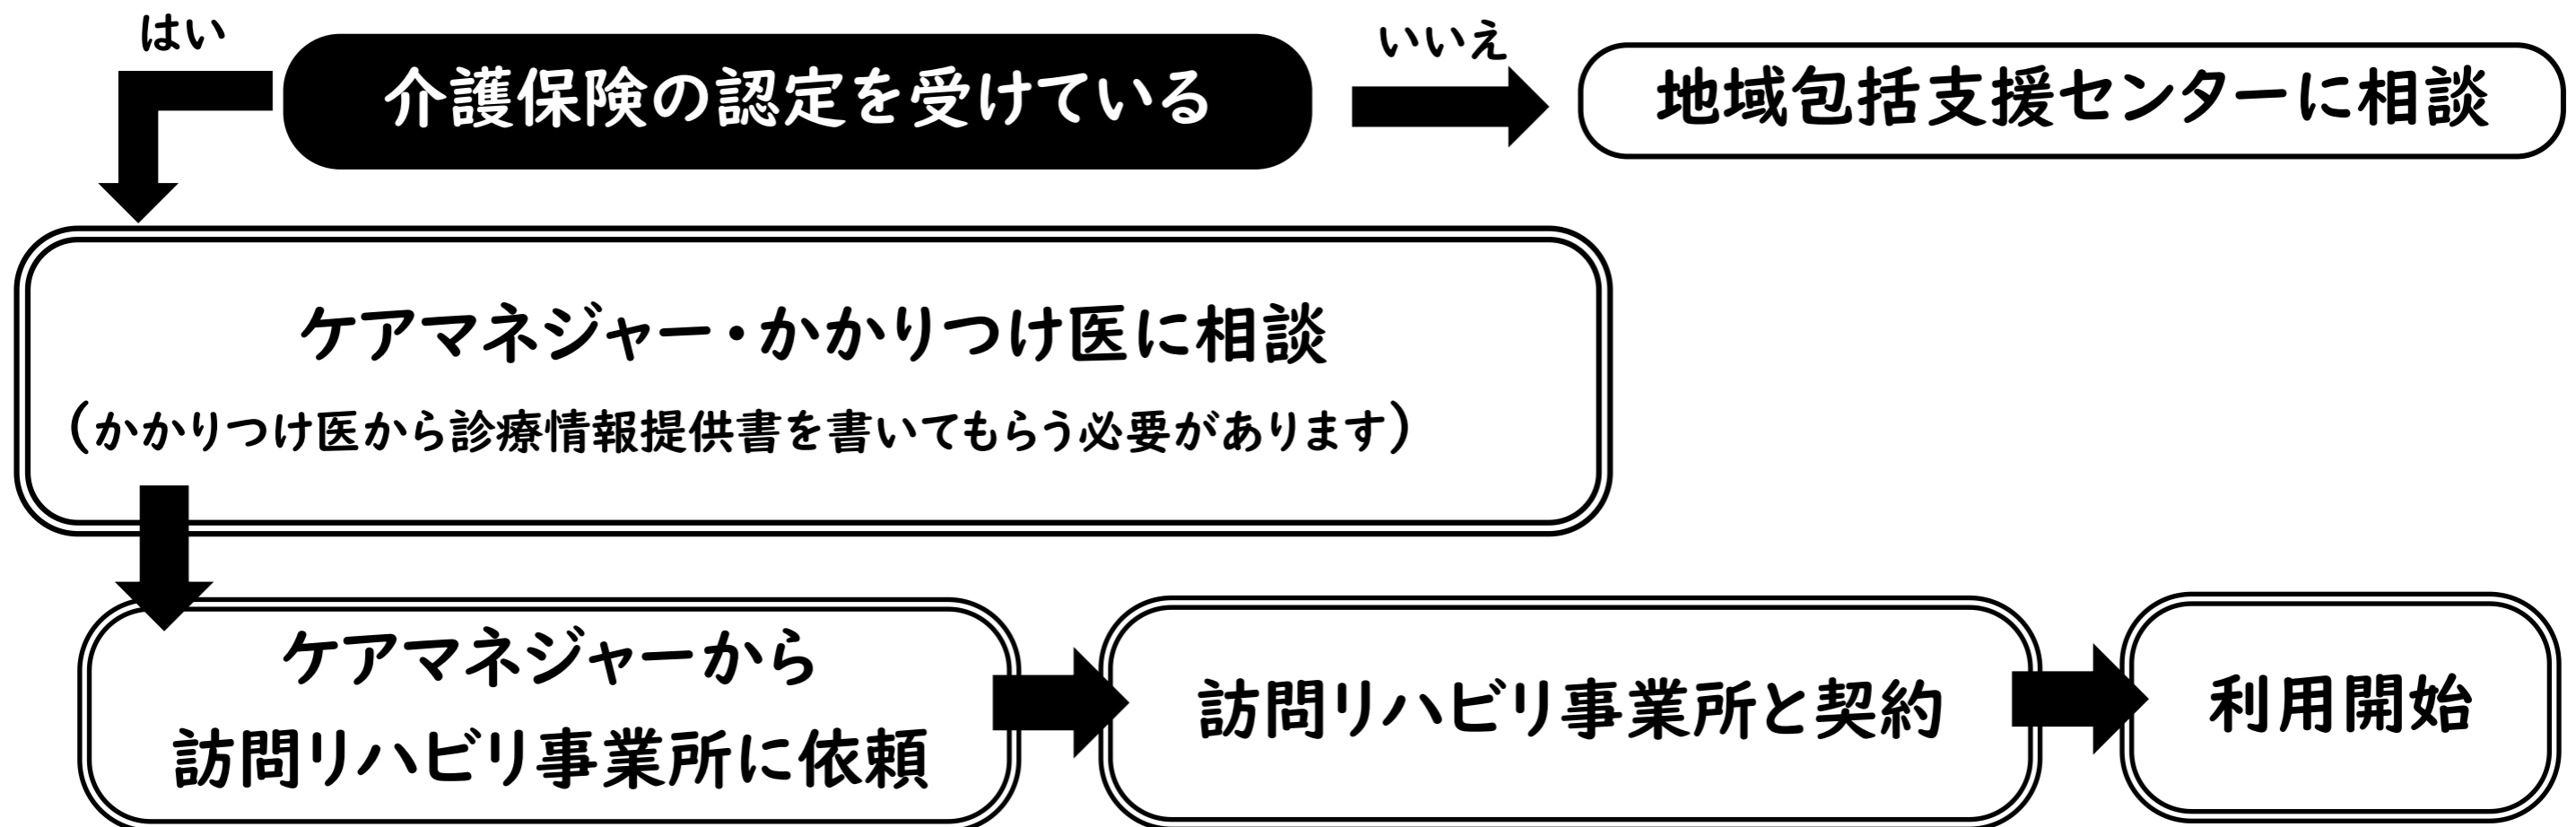 はい
介護保険の認定を受けている
いいえ
地域包括支援センターに相談
ケアマネジャー・かかりつけ医に相談
（かかりつけ医から診療情報提供書を書いてもらう必要があります）
ケアマネジャーから
訪問リハビリ事業所に依頼
訪問リハビリ事業所と契約
利用開始